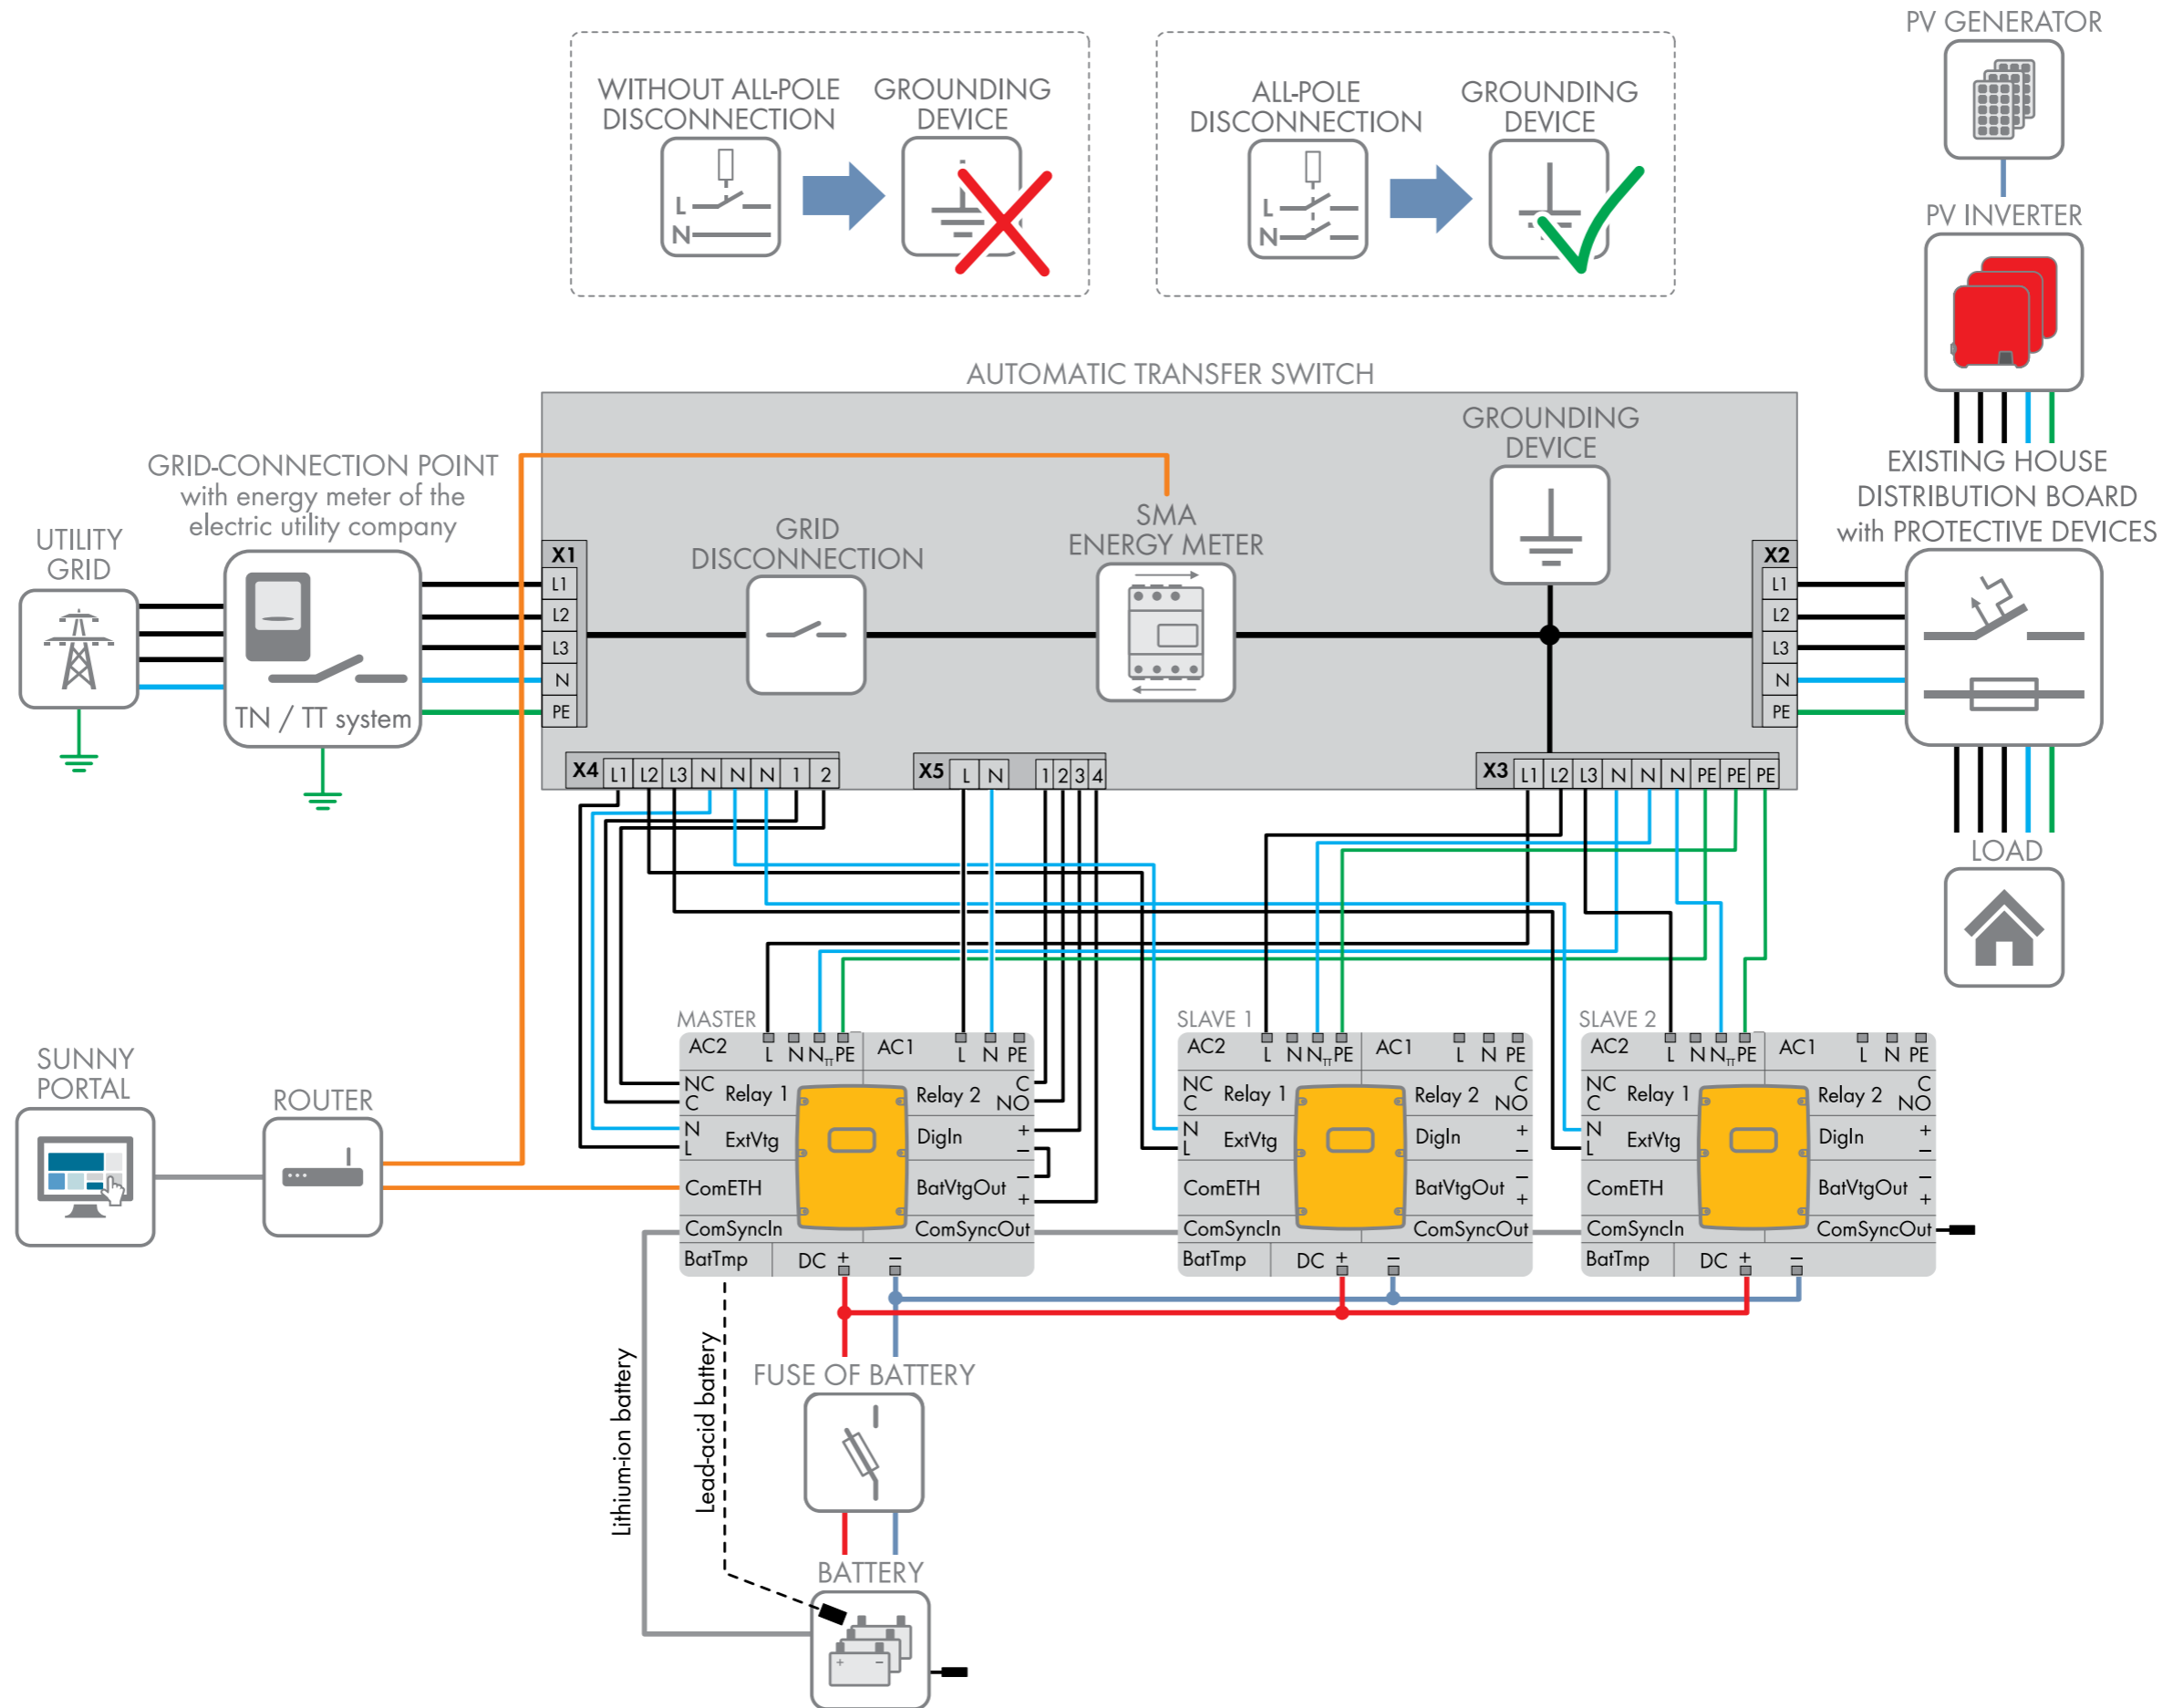 PV GENERATOR
WITHOUT ALL-POLE
DISCONNECTION
GROUNDING
DEVICE
L
N
ALL-POLE
DISCONNECTION
GROUNDING
DEVICE
L
N
PV INVERTER
AUTOMATIC TRANSFER SWITCH
GROUNDING
DEVICE
GRID-CONNECTION POINT
with energy meter of the
electric utility company
EXISTING HOUSE
DISTRIBUTION BOARD
with PROTECTIVE DEVICES
UTILITY
GRID
GRID
DISCONNECTION
SMA
ENERGY METER
TN / TT system
X1
L1
L2
L3
N
PE
X2
L1
L2
L3
N
PE
X4 L1 L2 L3 N N N 1 2
X5 L N 1 2 3 4
X3 L1 L2 L3 N N N PE PE PE
LOAD
MASTER
AC2 L N NTT PE AC1 L N PE
NC
C
Relay 1
Relay 2
C
NO
N
L
ExtVtg
DigIn
+
−
ComETH
BatVtgOut
−
+
ComSyncIn
ComSyncOut
BatTmp
DC + −
SLAVE 1
AC2 L N NTT PE AC1 L N PE
NC
C
Relay 1
Relay 2
C
NO
N
L
ExtVtg
DigIn
+
−
ComETH
BatVtgOut
−
+
ComSyncIn
ComSyncOut
BatTmp
DC + −
SLAVE 2
AC2 L N NTT PE AC1 L N PE
NC
C
Relay 1
Relay 2
C
NO
N
L
ExtVtg
DigIn
+
−
ComETH
BatVtgOut
−
+
ComSyncIn
ComSyncOut
BatTmp
DC + −
SUNNY
PORTAL
ROUTER
Lithium-ion battery
Lead-acid battery
FUSE OF BATTERY
BATTERY
+ −